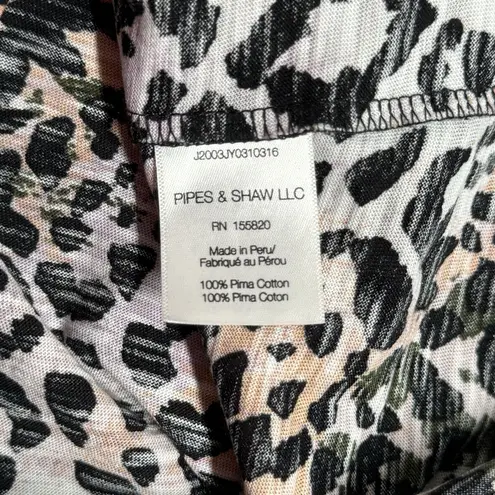 J2003JY0310316
PIPES & SHAW LLC
RN 155820
Made in Peru/
Fabriqué au Pérou
100% Pima Cotton
100% Pima Coton